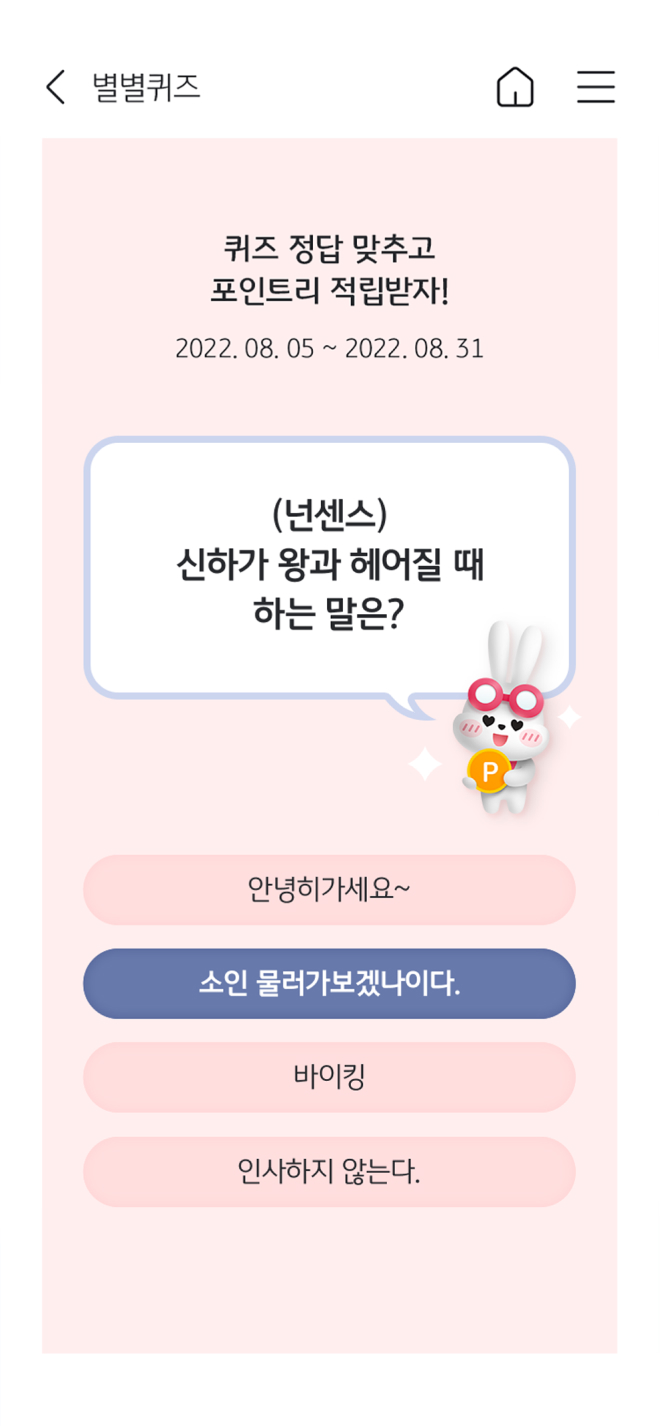 별별퀴즈
퀴즈 정답 맞추고
포인트리 적립받자!
2022. 08. 05 ~ 2022. 08. 31
(넌센스)
신하가 왕과 헤어질 때
하는 말은?
P
안녕히가세요~
소인 물러가보겠나이다.
바이킹
인사하지 않는다.